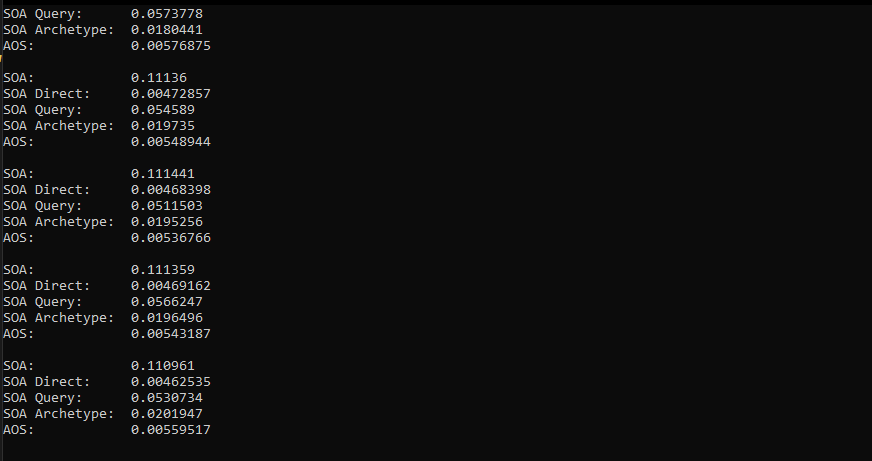 SOA Query: 0.0573778
SOA Archetype: 0.0180441
AOS: 0.00576875
SOA: 0.11136
SOA Direct: 0.00472857
SOA Query: 0.054589
SOA Archetype: 0.019735
AOS: 0.00548944
SOA: 0.111441
SOA Direct: 0.00468398
SOA Query: 0.0511503
SOA Archetype: 0.0195256
AOS: 0.00536766
SOA: 0.111359
SOA Direct: 0.00469162
SOA Query: 0.0566247
SOA Archetype: 0.0196496
AOS: 0.00543187
SOA: 0.110961
SOA Direct: 0.00462535
SOA Query: 0.0530734
SOA Archetype: 0.0201947
AOS: 0.00559517